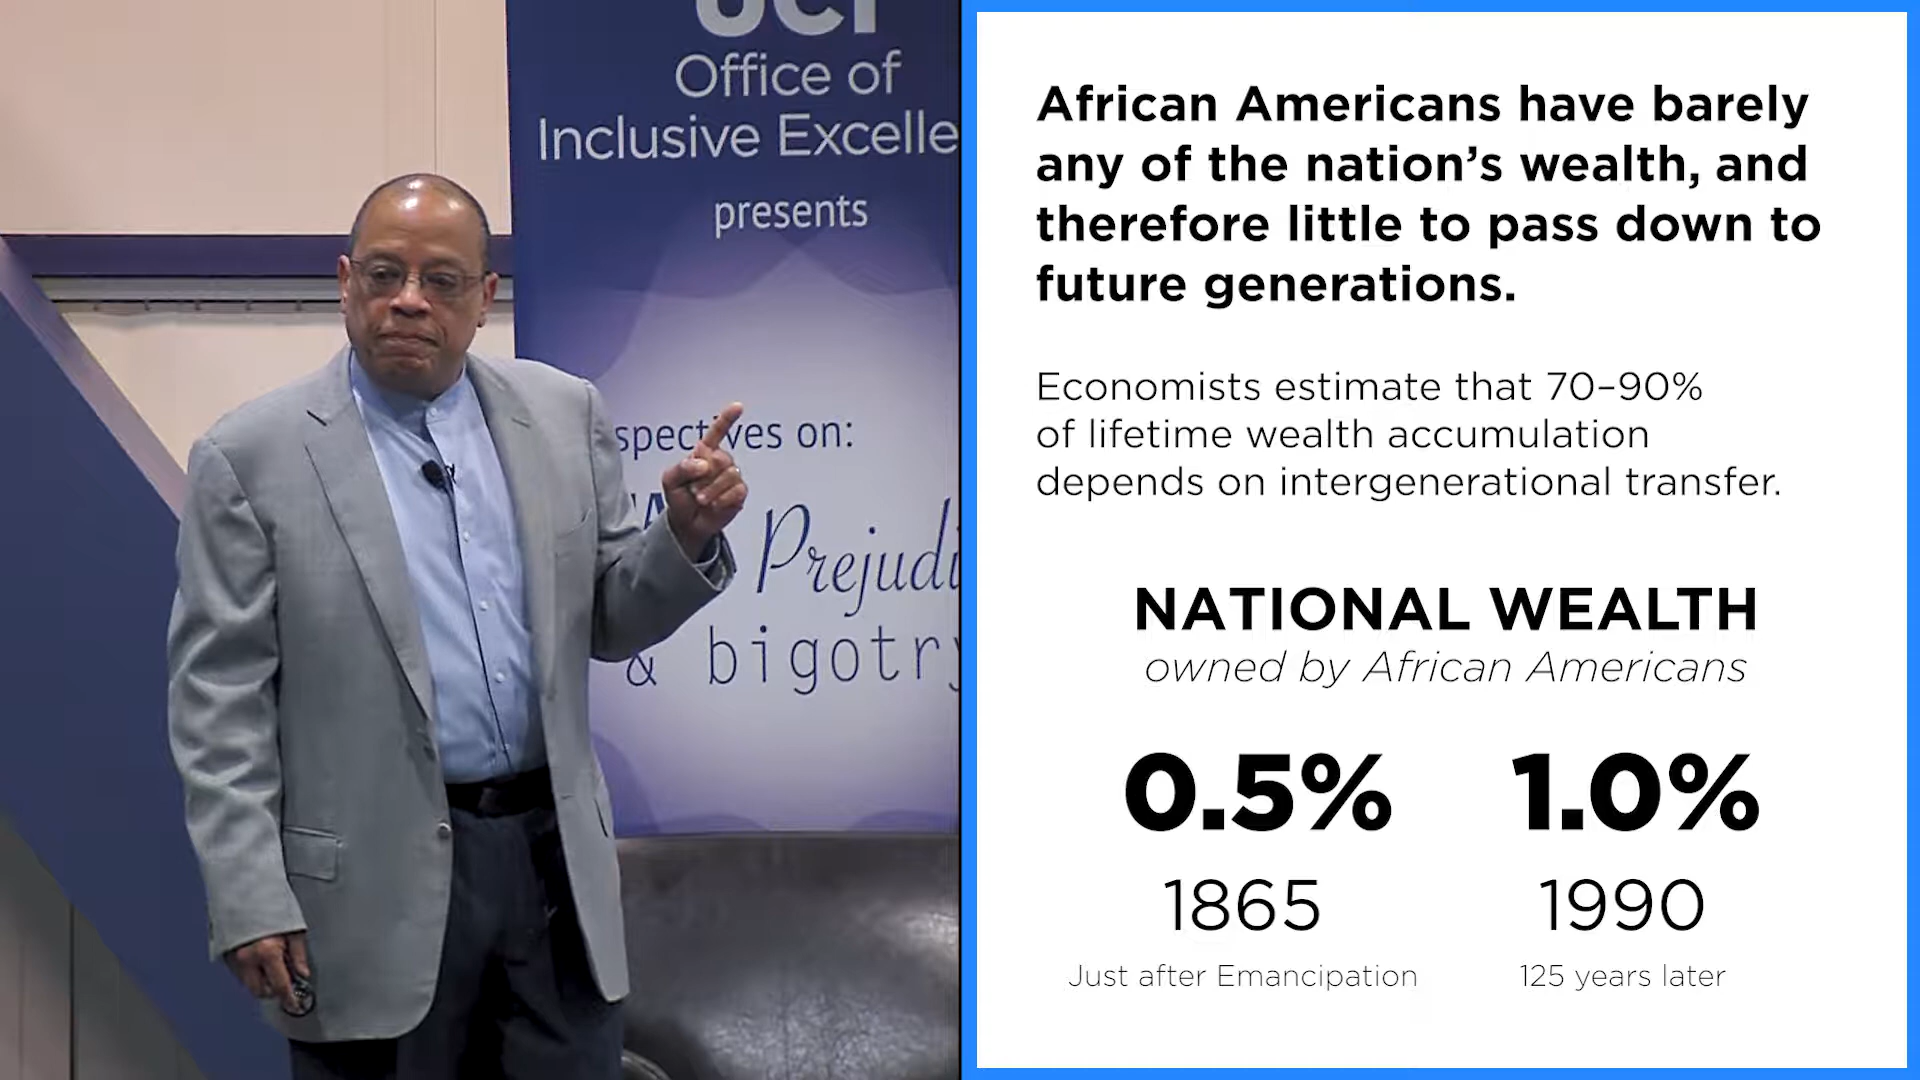 UCI
Office of
Inclusive Excelle
presents
spectives on:
Prejudi
& bigotry
African Americans have barely
any of the nation’s wealth, and
therefore little to pass down to
future generations.
Economists estimate that 70–90%
of lifetime wealth accumulation
depends on intergenerational transfer.
NATIONAL WEALTH
owned by African Americans
0.5% 1.0%
1865 1990
Just after Emancipation 125 years later